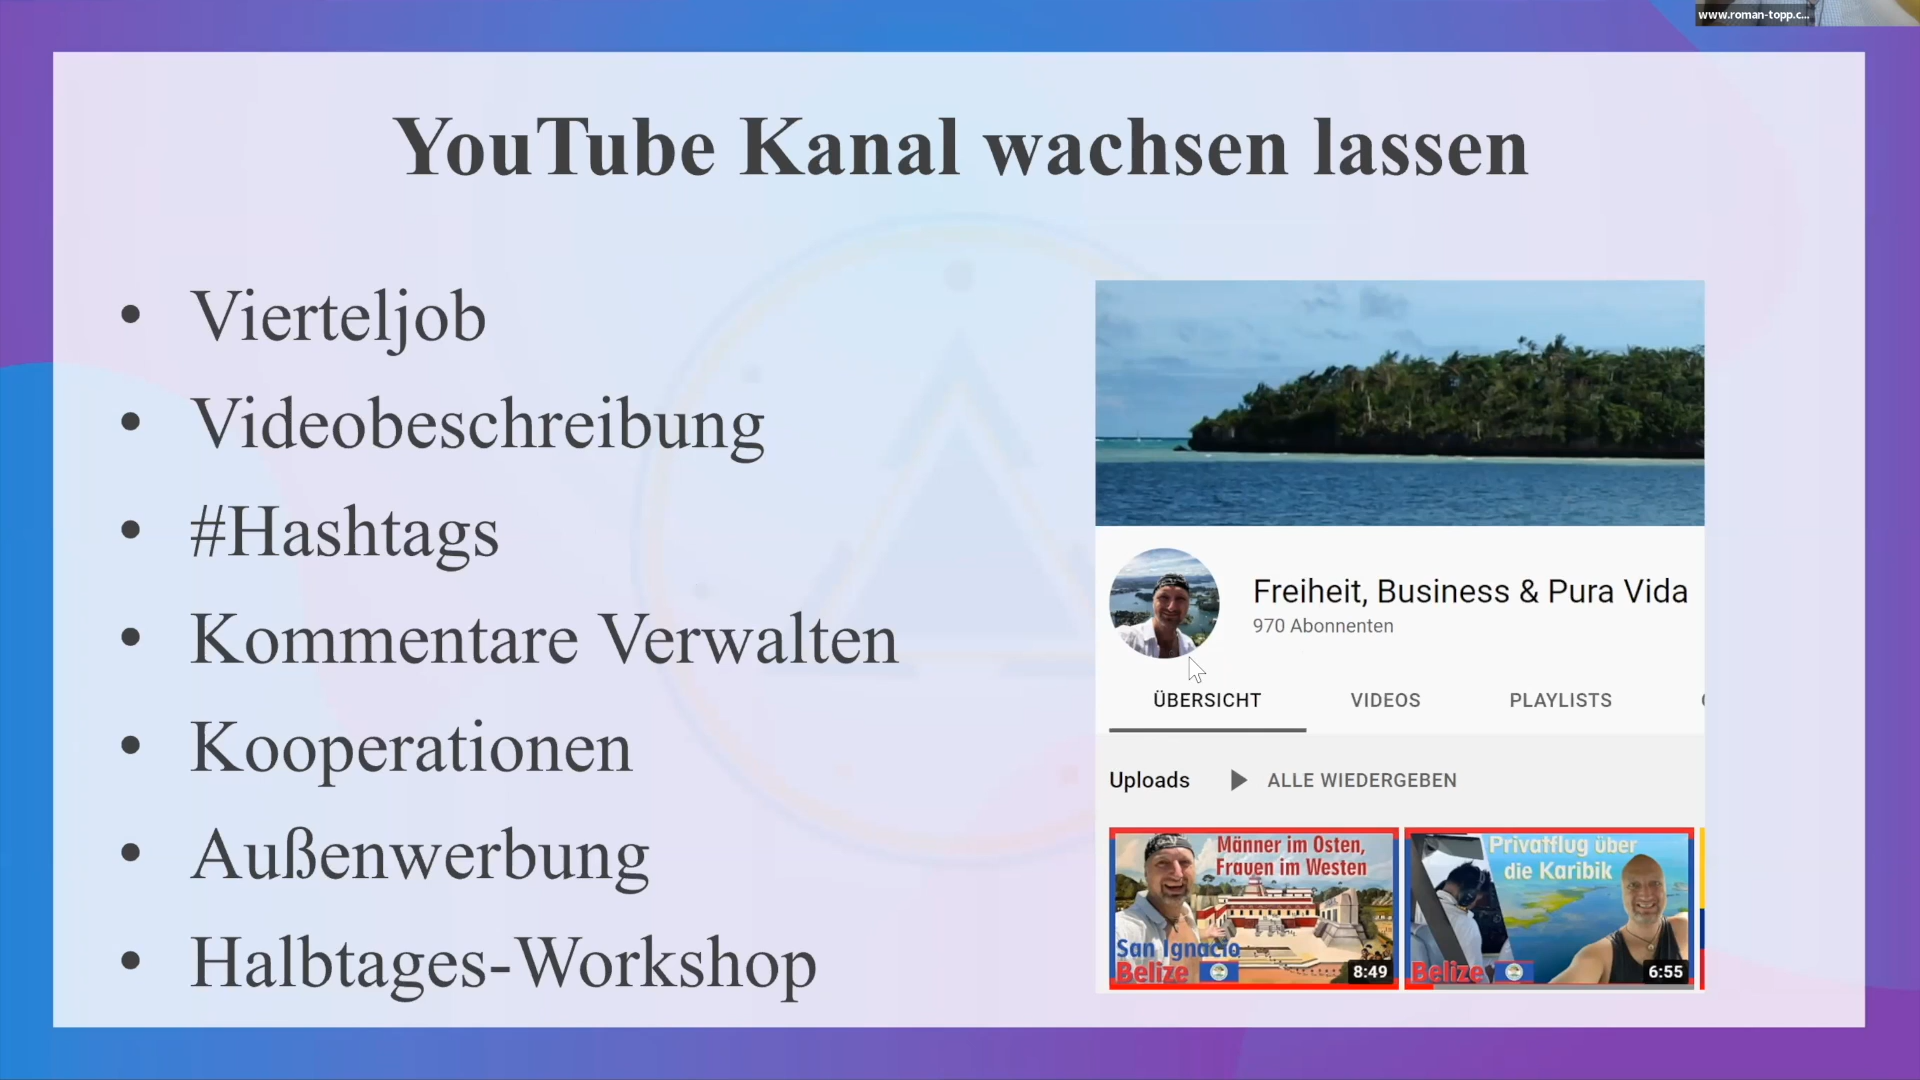 www.roman-topp.c...
YouTube Kanal wachsen lassen
• Vierteljob
• Videobeschreibung
• #Hashtags
• Kommentare Verwalten
• Kooperationen
• Außenwerbung
• Halbtages-Workshop
Freiheit, Business & Pura Vida
970 Abonnenten
ÜBERSICHT VIDEOS PLAYLISTS
Uploads ALLE WIEDERGEBEN
Männer im Osten,
Frauen im Westen
San Ignacio
Belize
8:49
Privatflug über
die Karibik
Belize
6:55